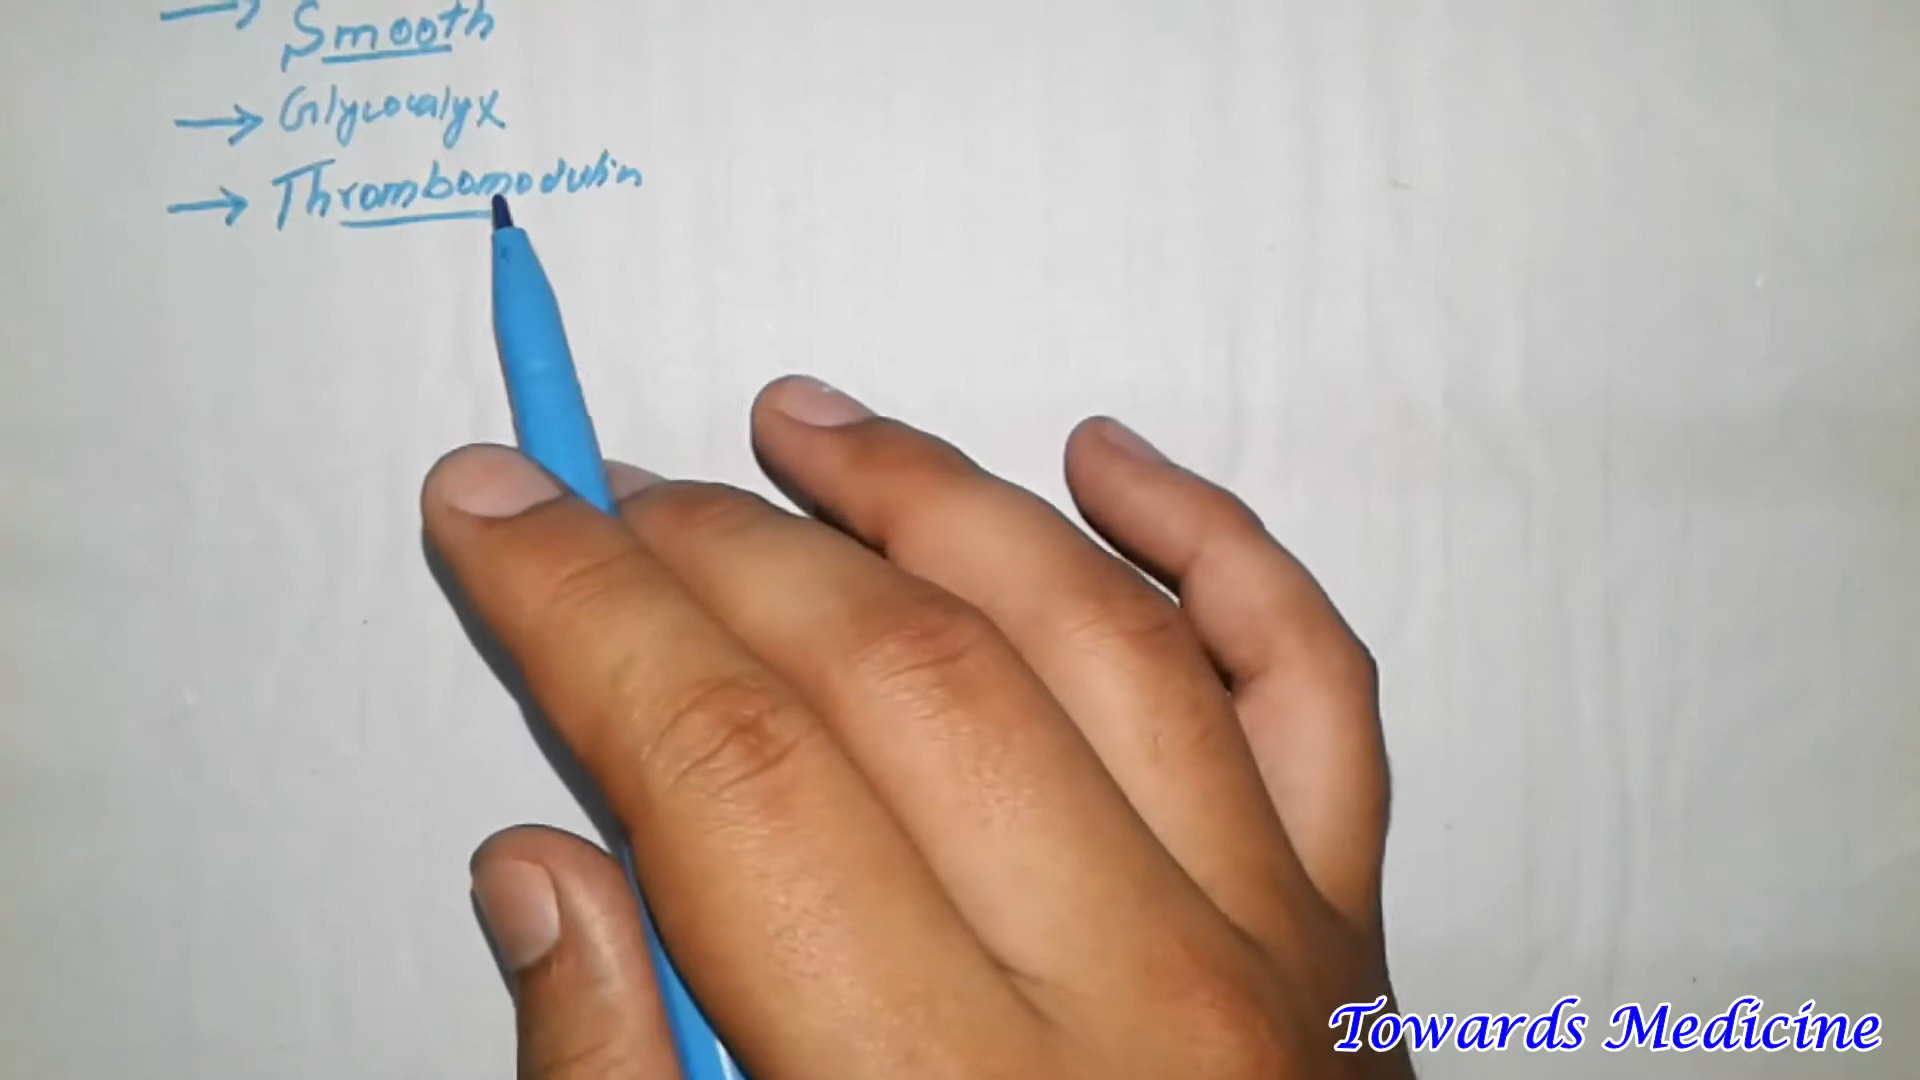 → Smooth
→ Glycocalyx
→ Thrombomodulin
Towards Medicine